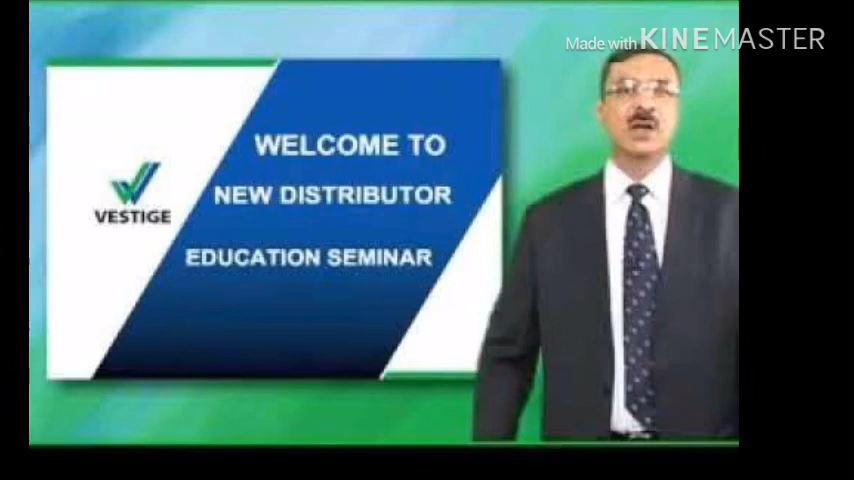 Made with KINEMASTER
WELCOME TO
NEW DISTRIBUTOR
VESTIGE
EDUCATION SEMINAR